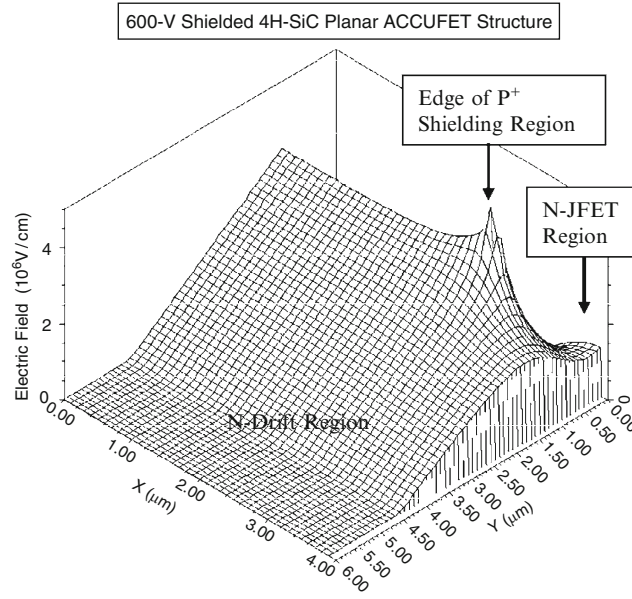 600-V Shielded 4H-SiC Planar ACCUFET Structure
Edge of P+
Shielding Region
N-JFET
Region
Electric Field (10⁶V/cm)
4
2
0
N-Drift Region
0.00
1.00
2.00
3.00
4.00
X (μm)
6.00
5.50
5.00
4.50
4.00
3.50
3.00
2.50
2.00
1.50
1.00
0.50
0.00
Y (μm)
0